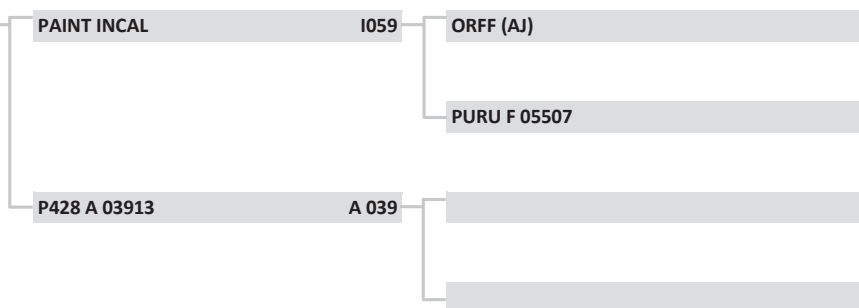 PAINT INCAL I059
ORFF (AJ)
PURU F 05507
P428 A 03913 A 039